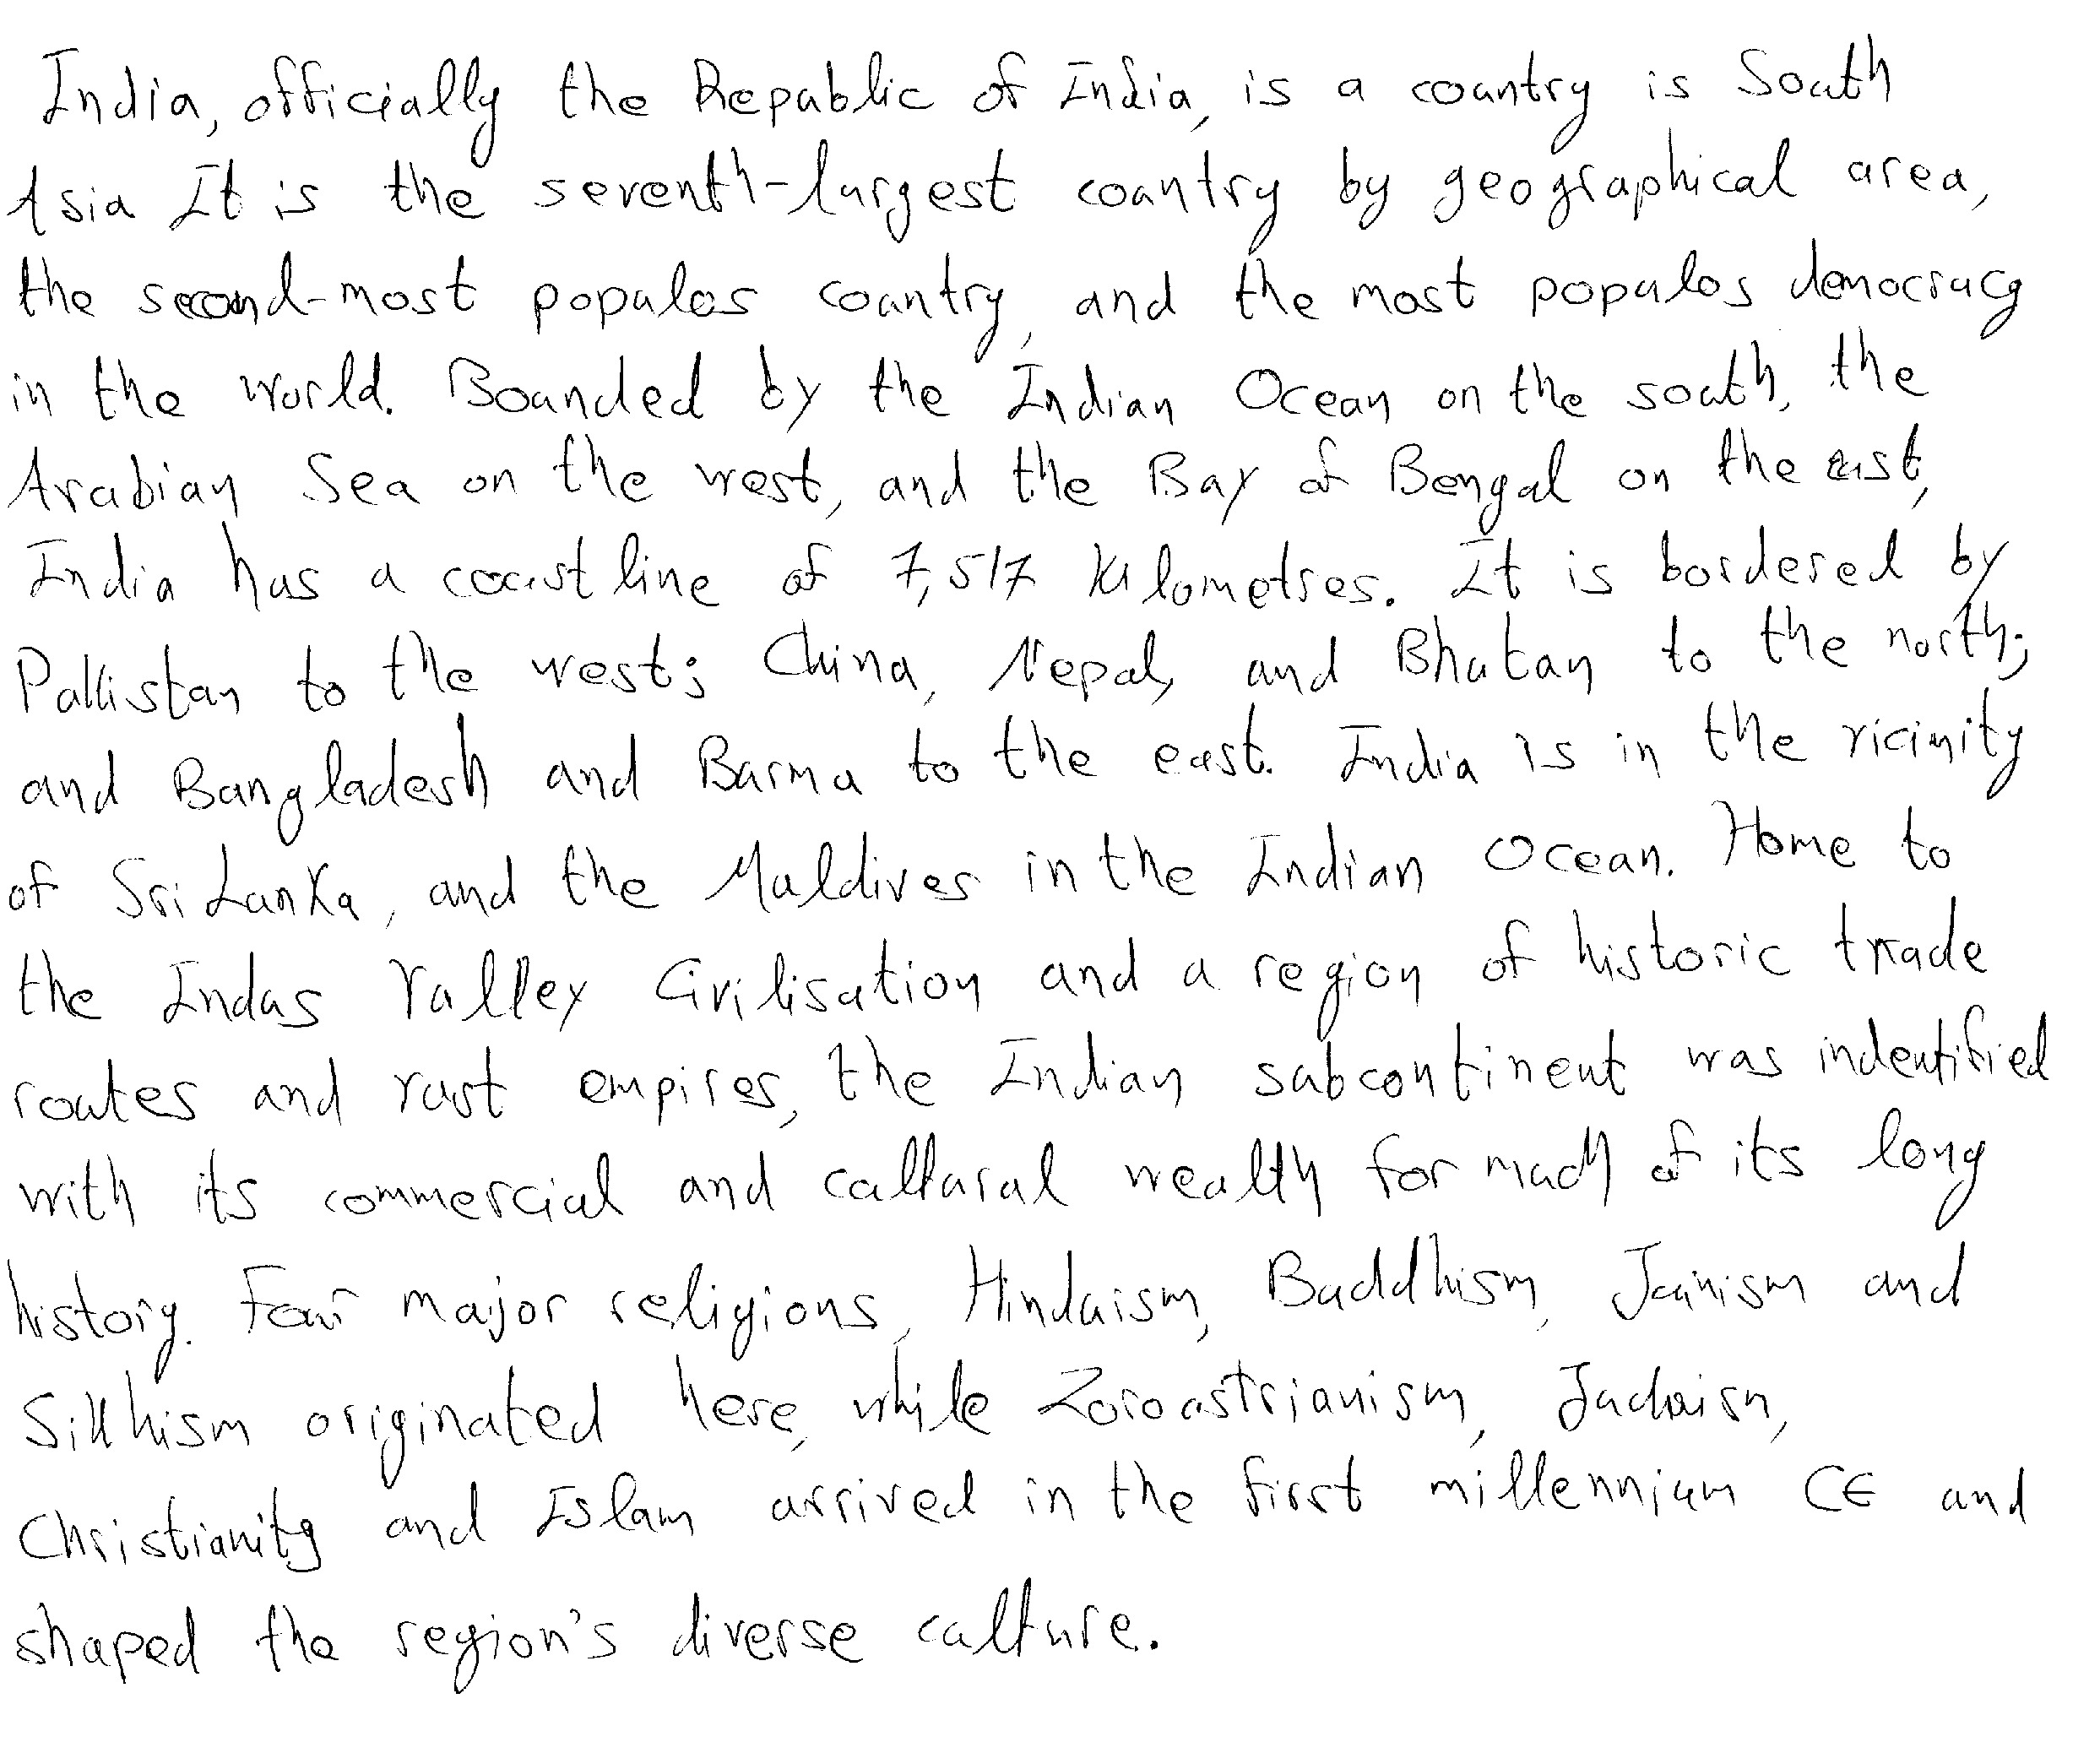 India, officially the Republic of India, is a country is South
Asia It is the seventh-largest country by geographical area,
the second-most populos country, and the most populos democracy
in the world. Bounded by the Indian Ocean on the south, the
Arabian Sea on the west, and the Bay of Bengal on the east,
India has a coastline of 7,517 kilometres. It is bordered by
Pakistan to the west; China, Nepal, and Bhutan to the north;
and Bangladesh and Burma to the east. India is in the vicinity
of Sri Lanka, and the Maldives in the Indian Ocean. Home to
the Indus Valley Civilisation and a region of historic trade
routes and vast empires, the Indian subcontinent was indentified
with its commercial and cultural wealth for much of its long
history. Four major religions, Hinduism, Buddhism, Jainism and
Sikhism originated here, while Zoroastrianism, Judaism,
Christianity and Islam arrived in the first millennium CE and
shaped the region's diverse culture.